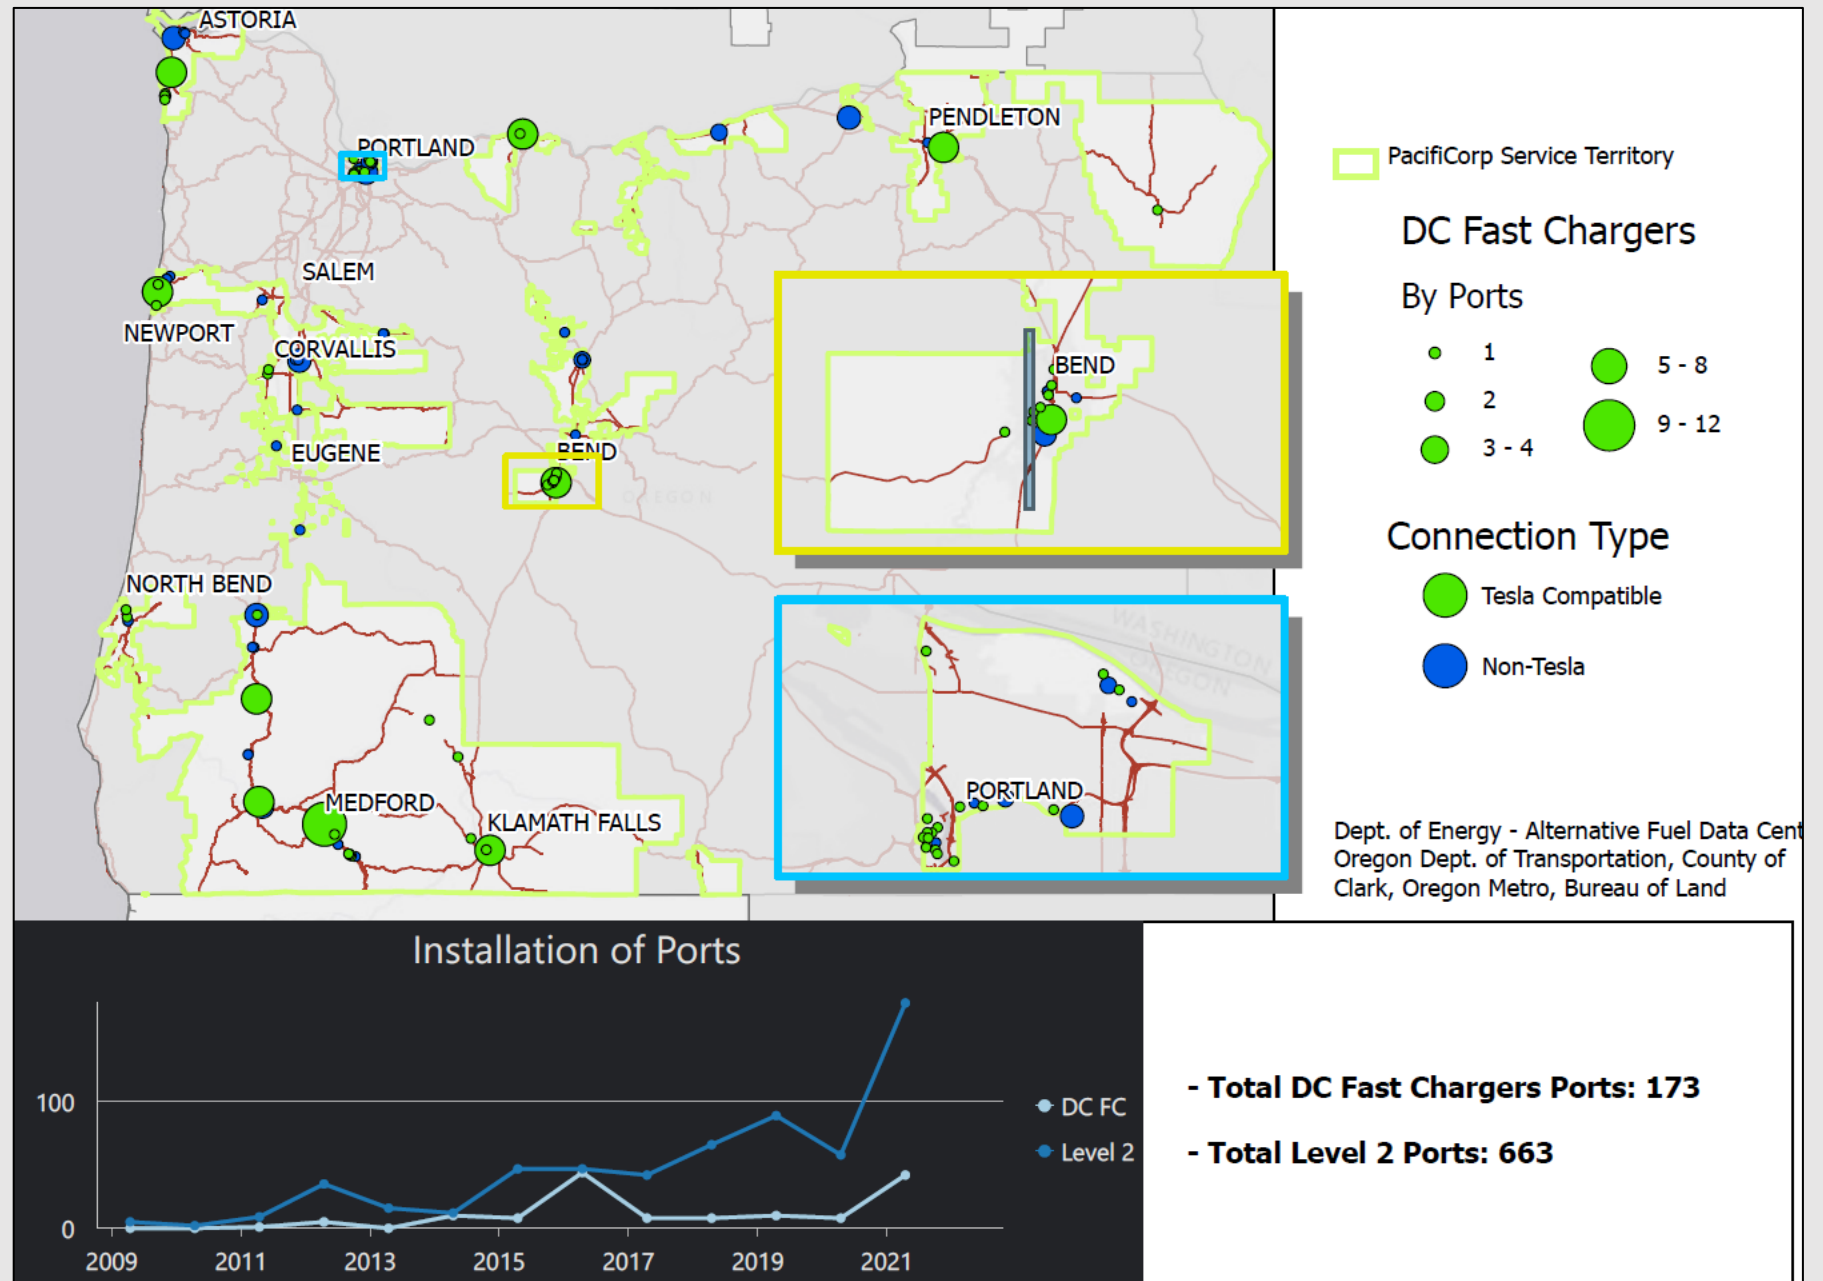 ASTORIA
PORTLAND
PENDLETON
SALEM
NEWPORT
CORVALLIS
EUGENE
BEND
OREGON
NORTH BEND
MEDFORD
KLAMATH FALLS
BEND
WASHINGTON
OREGON
PORTLAND
PacifiCorp Service Territory
DC Fast Chargers
By Ports
1
2
3 - 4
5 - 8
9 - 12
Connection Type
Tesla Compatible
Non-Tesla
Dept. of Energy - Alternative Fuel Data Cent
Oregon Dept. of Transportation, County of
Clark, Oregon Metro, Bureau of Land
Installation of Ports
100
0
2009 2011 2013 2015 2017 2019 2021
DC FC
Level 2
- Total DC Fast Chargers Ports: 173
- Total Level 2 Ports: 663